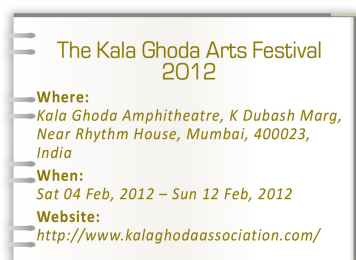 The Kala Ghoda Arts Festival
2012
Where:
Kala Ghoda Amphitheatre, K Dubash Marg,
Near Rhythm House, Mumbai, 400023,
India
When:
Sat 04 Feb, 2012 – Sun 12 Feb, 2012
Website:
http://www.kalaghodaassociation.com/